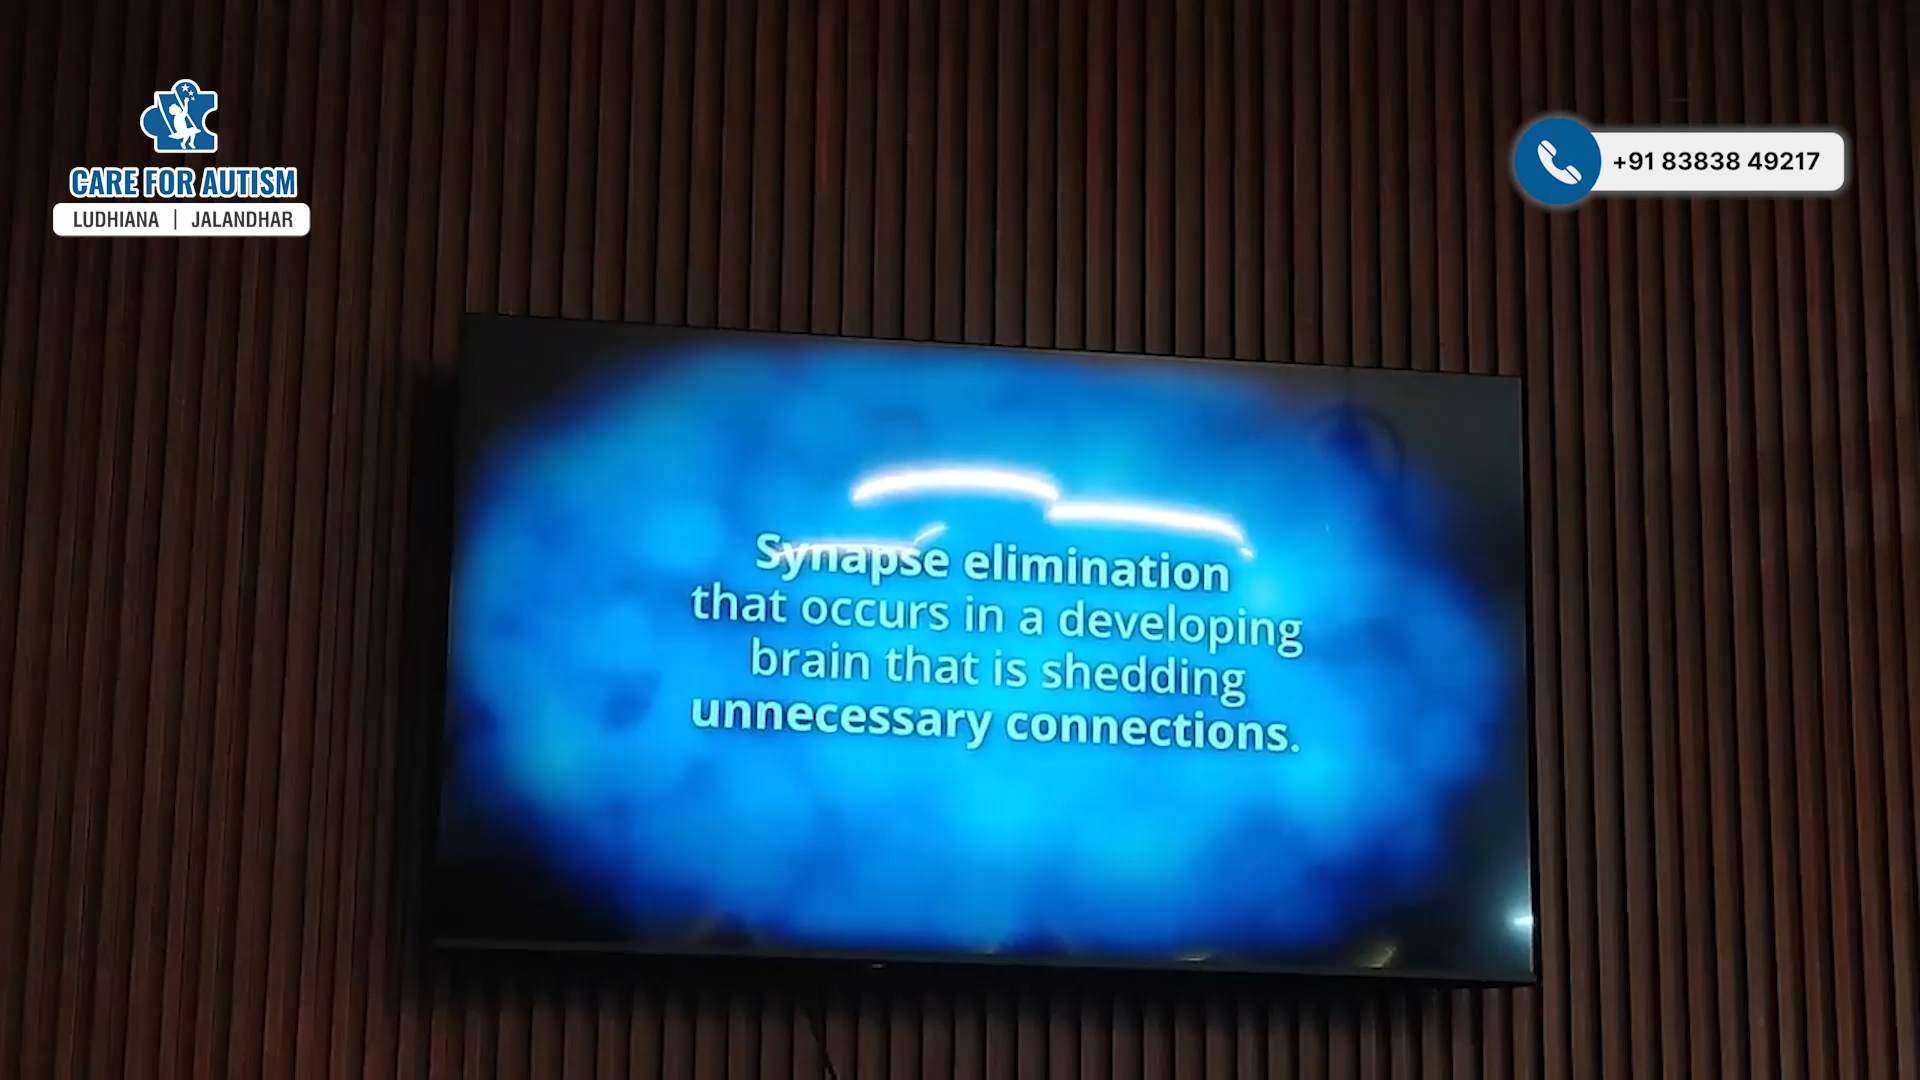 CARE FOR AUTISM
LUDHIANA | JALANDHAR
+91 83838 49217
Synapse elimination
that occurs in a developing
brain that is shedding
unnecessary connections.